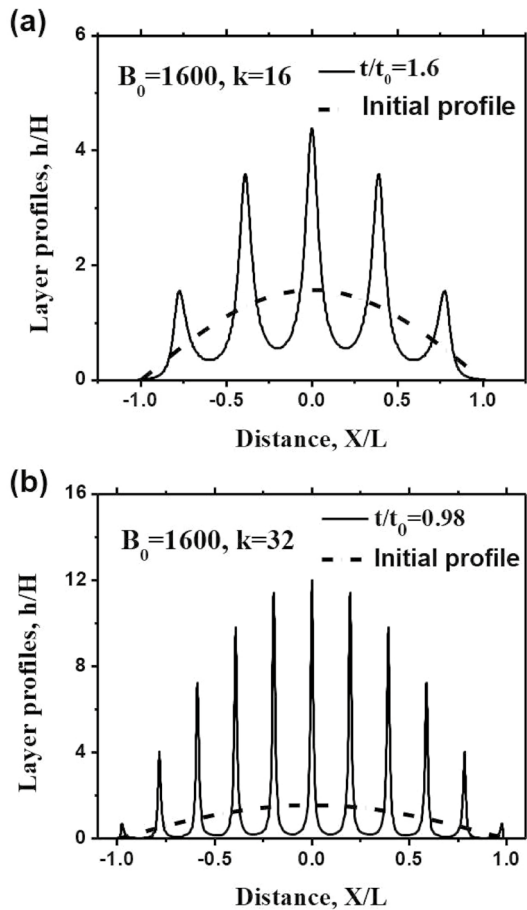 (a)
B₀=1600, k=16
t/t₀=1.6
Initial profile
Layer profiles, h/H
6
4
2
0
-1.0 -0.5 0.0 0.5 1.0
Distance, X/L
(b)
B₀=1600, k=32
t/t₀=0.98
Initial profile
Layer profiles, h/H
16
12
8
4
0
-1.0 -0.5 0.0 0.5 1.0
Distance, X/L